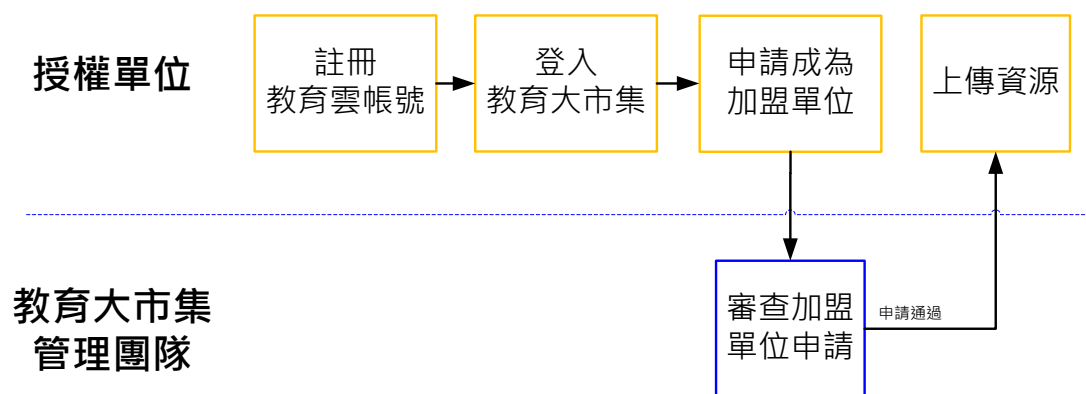 授權單位
註冊
教育雲帳號
登入
教育大市集
申請成為
加盟單位
上傳資源
教育大市集
管理團隊
審查加盟
單位申請
申請通過